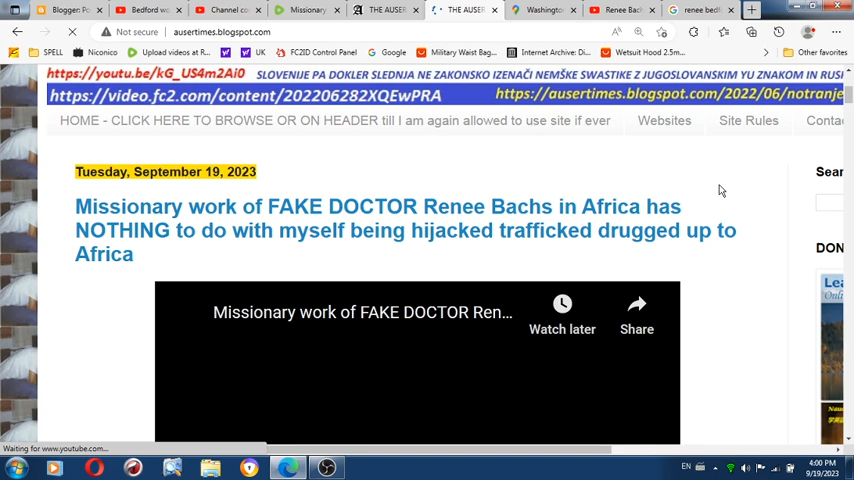 Blogger: Po
Bedford wo
Channel co
Missionary
THE AUSER
THE AUSER
Washington
Renee Bach
renee bedf
Not secure
ausertimes.blogspot.com
SPELL
Niconico
Upload videos at R...
UK
FC2ID Control Panel
Google
Military Waist Bag...
Internet Archive: Di...
Wetsuit Hood 2.5m...
Other favorites
https://youtu.be/kG_US4m2Ai0
SLOVENIJE PA DOKLER SLEDNJA NE ZAKONSKO IZENAČI NEMŠKE SWASTIKE Z JUGOSLOVANSKIM YU ZNAKOM IN RUSK
https://video.fc2.com/content/202206282XQEwPRA
https://ausertimes.blogspot.com/2022/06/notranje
HOME - CLICK HERE TO BROWSE OR ON HEADER till I am again allowed to use site if ever
Websites
Site Rules
Contac
Tuesday, September 19, 2023
Sear
Missionary work of FAKE DOCTOR Renee Bachs in Africa has
NOTHING to do with myself being hijacked trafficked drugged up to
Africa
DON
Missionary work of FAKE DOCTOR Ren...
Watch later
Share
Lea
Onlin
Waiting for www.youtube.com...
EN
4:00 PM
9/19/2023